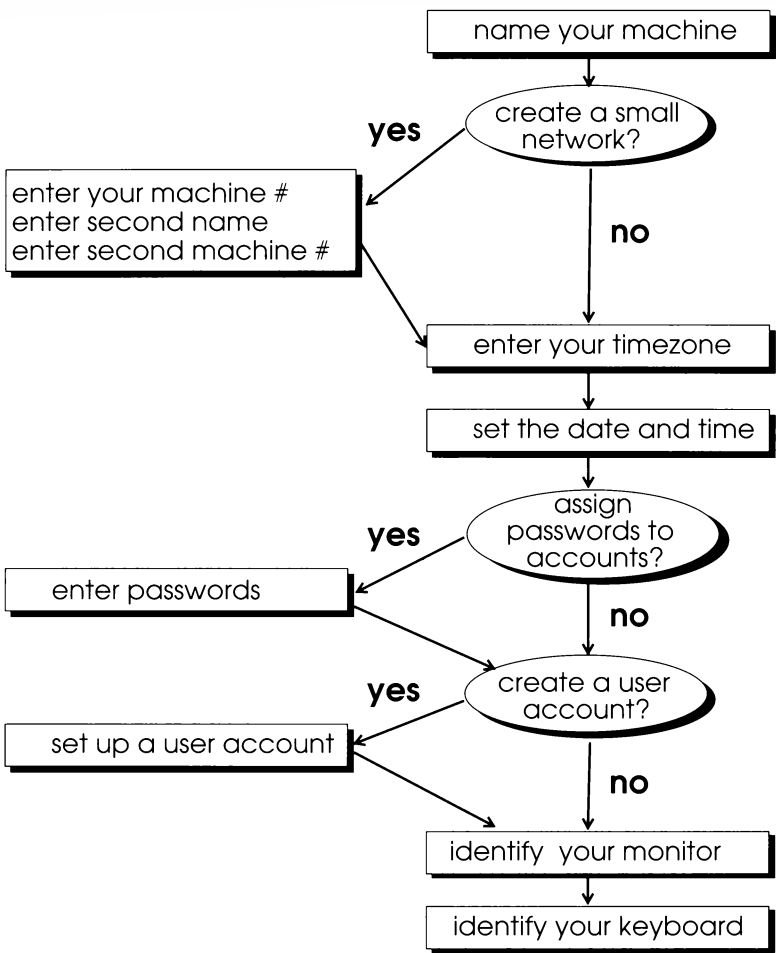 name your machine
create a small
network?
yes
enter your machine #
enter second name
enter second machine #
no
enter your timezone
set the date and time
assign
passwords to
accounts?
yes
enter passwords
no
create a user
account?
yes
set up a user account
no
identify your monitor
identify your keyboard